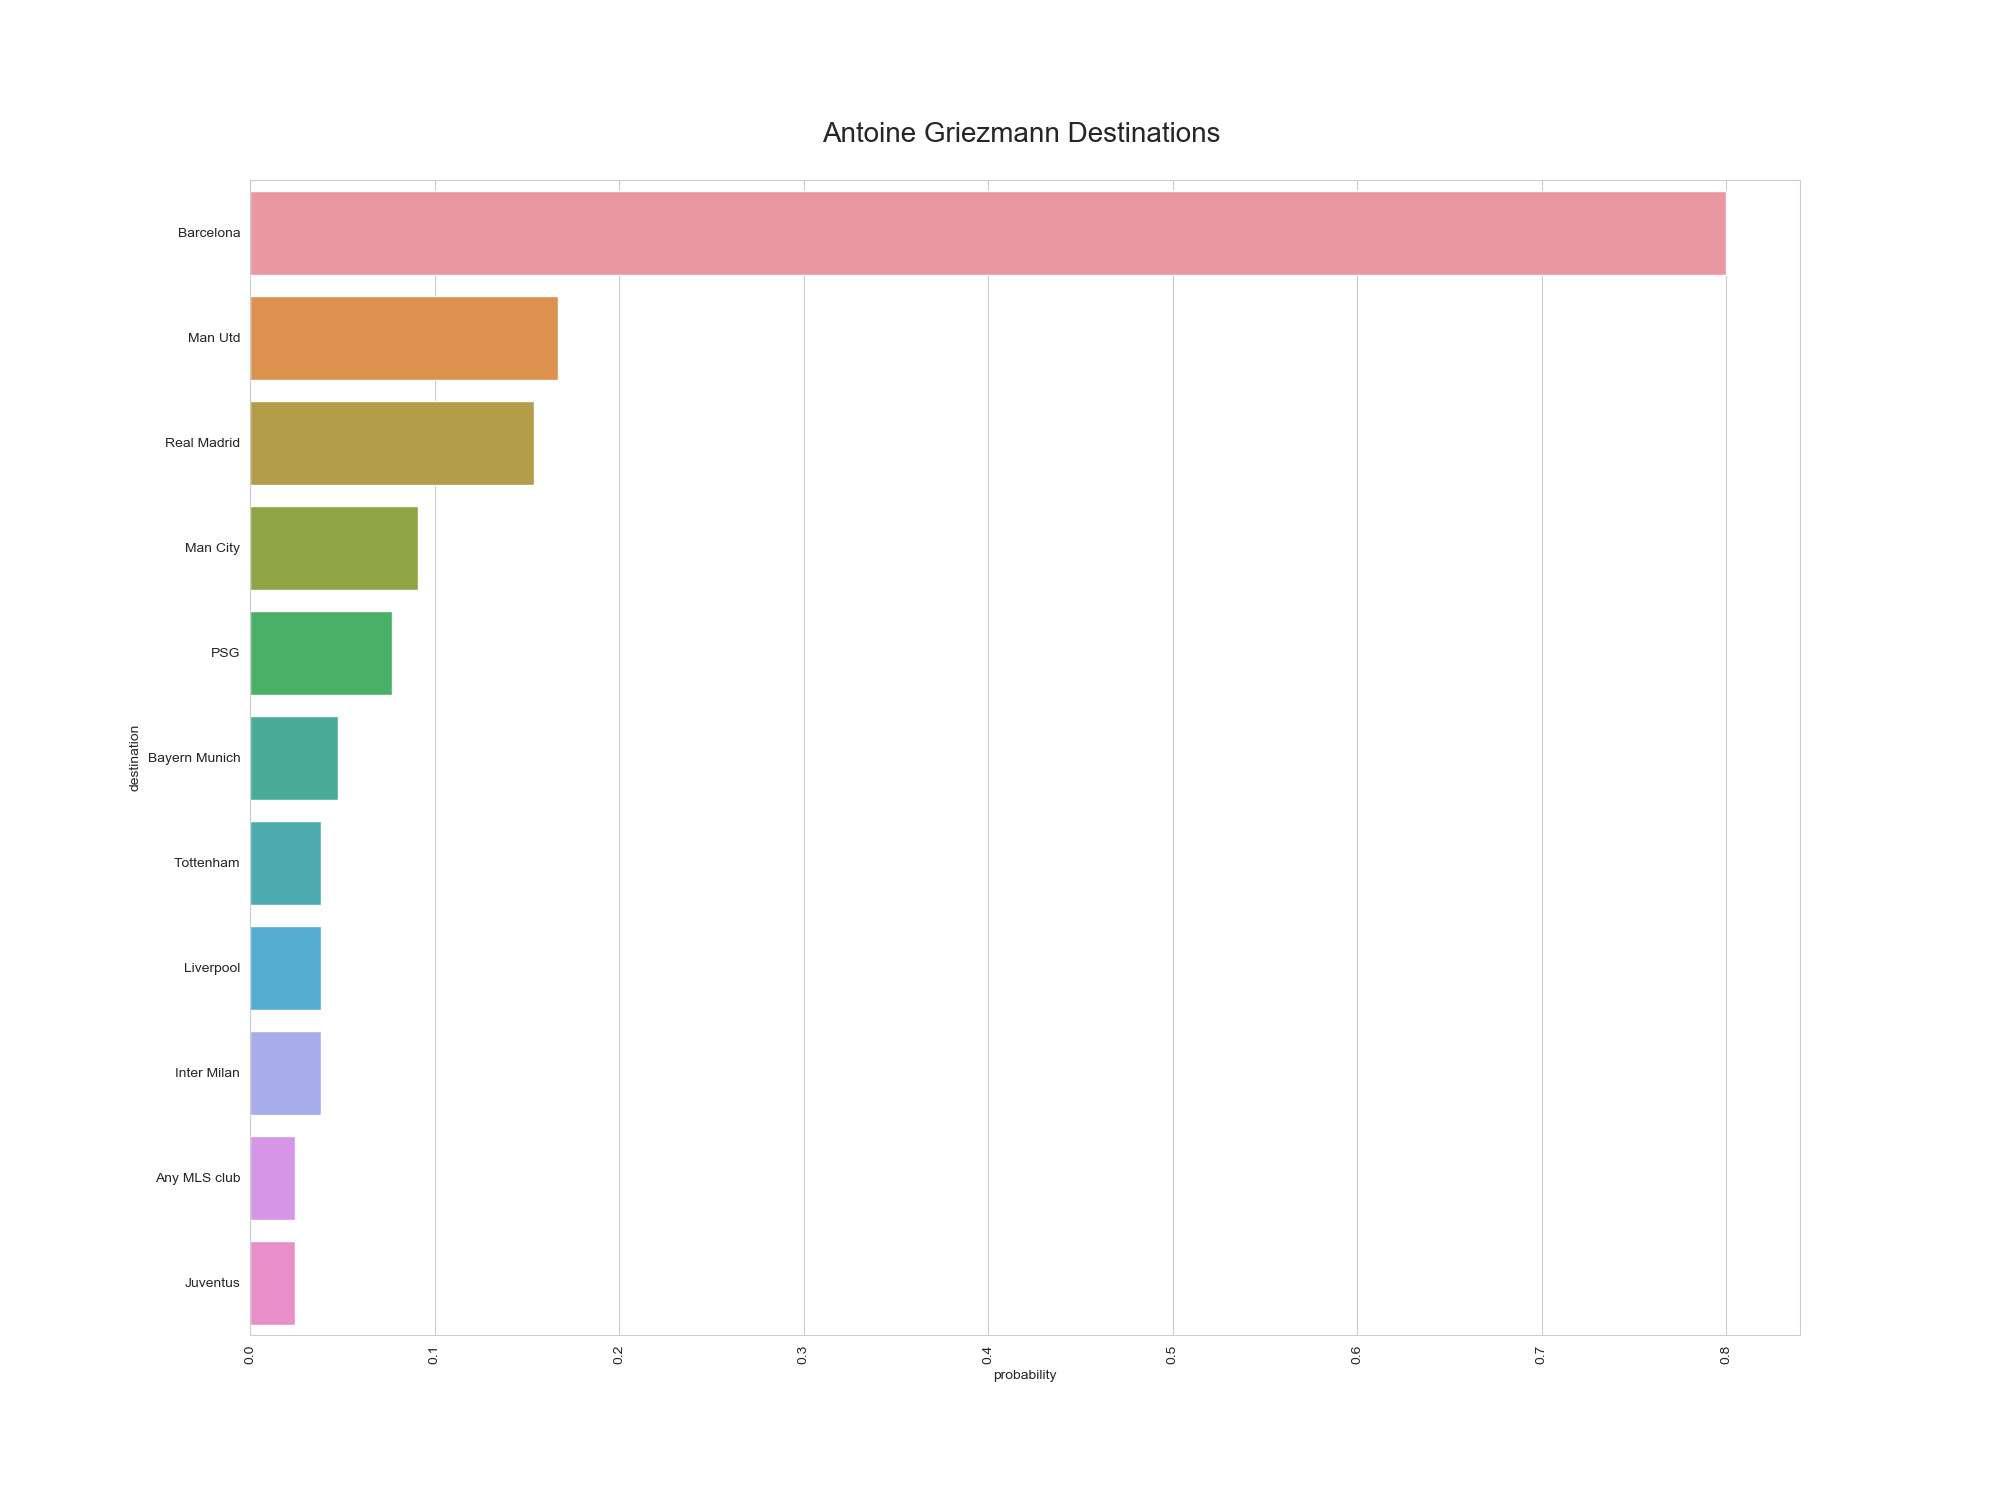 Antoine Griezmann Destinations
destination
Barcelona
Man Utd
Real Madrid
Man City
PSG
Bayern Munich
Tottenham
Liverpool
Inter Milan
Any MLS club
Juventus
0.0 0.1 0.2 0.3 0.4 0.5 0.6 0.7 0.8
probability